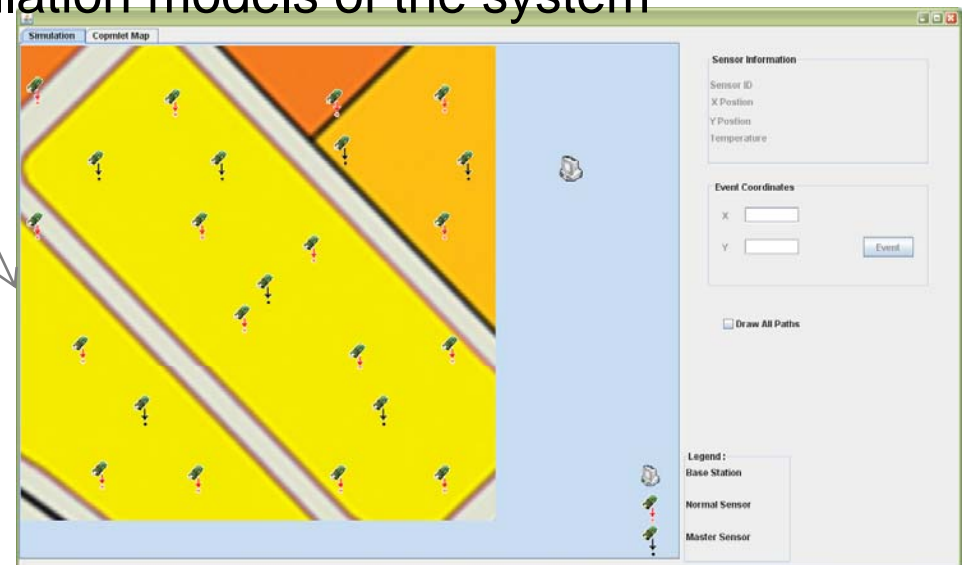 lation models of the system
Simulation
Copmlet Map
Sensor Information
Sensor ID
X Postion
Y Postion
Temperature
Event Coordinates
X
Y
Event
Draw All Paths
Legend :
Base Station
Normal Sensor
Master Sensor